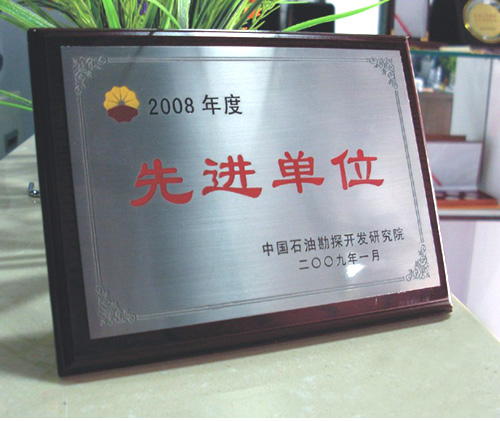 2008 年度
先进单位
中国石油勘探开发研究院
二〇〇九年一月